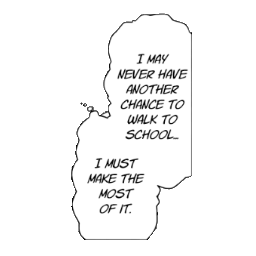 I MAY
NEVER HAVE
ANOTHER
CHANCE TO
WALK TO
SCHOOL...
I MUST
MAKE THE
MOST
OF IT.